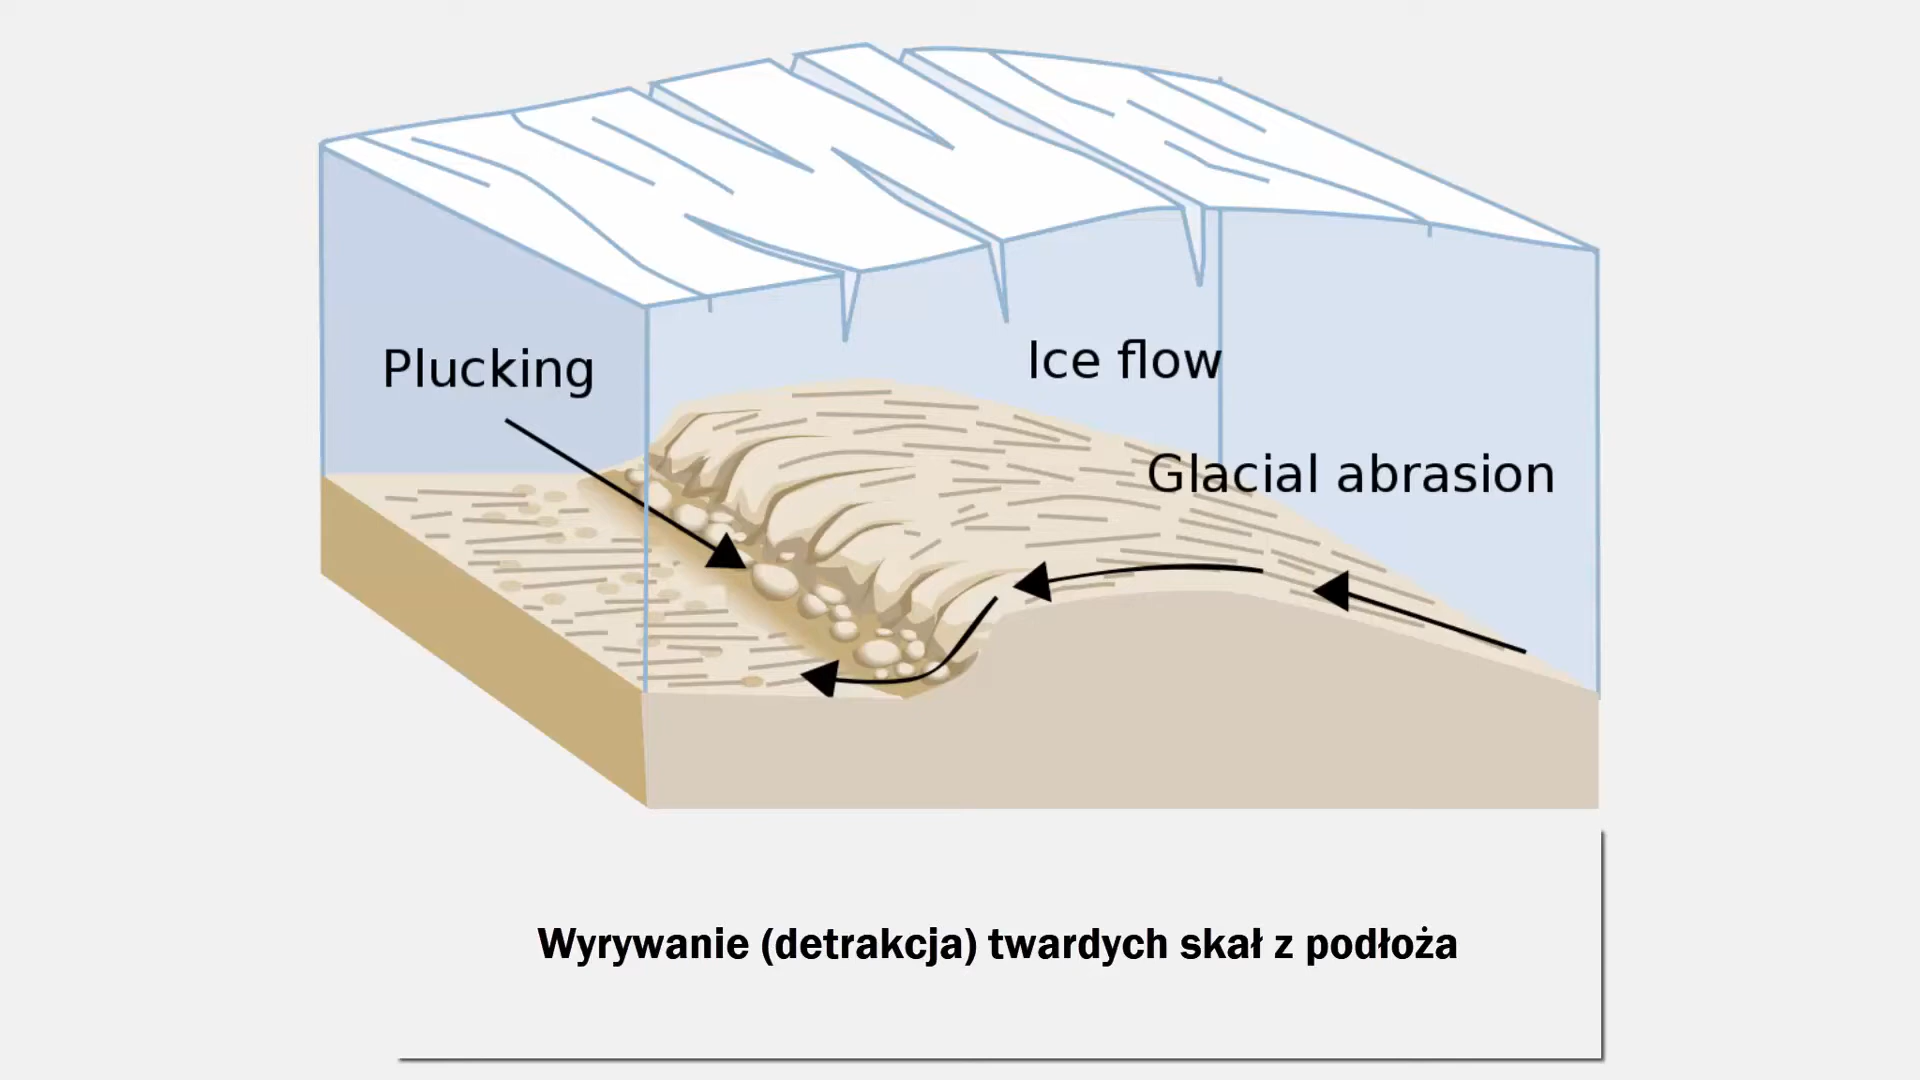 Plucking
Ice flow
Glacial abrasion
Wyrywanie (detrakcja) twardych skał z podłoża